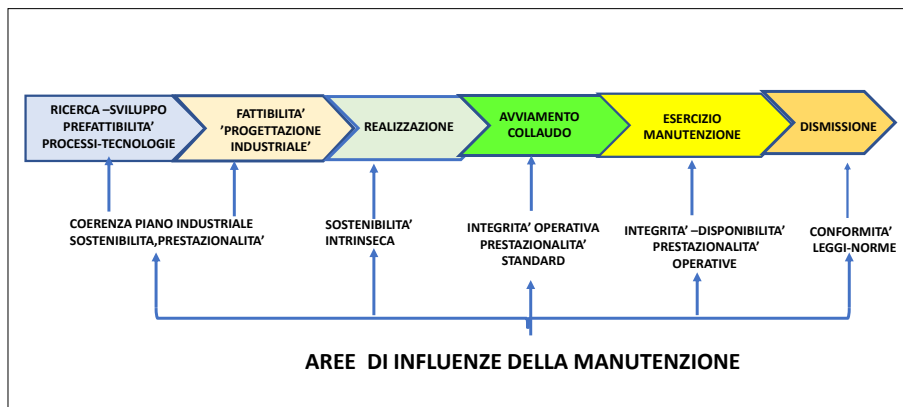 RICERCA –SVILUPPO
PREFATTIBILITA'
PROCESSI-TECNOLOGIE
FATTIBILITA'
'PROGETTAZIONE
INDUSTRIALE'
REALIZZAZIONE
AVVIAMENTO
COLLAUDO
ESERCIZIO
MANUTENZIONE
DISMISSIONE
COERENZA PIANO INDUSTRIALE
SOSTENIBILITA,PRESTAZIONALITA'
SOSTENIBILITA'
INTRINSECA
INTEGRITA' OPERATIVA
PRESTAZIONALITA'
STANDARD
INTEGRITA' –DISPONIBILITA'
PRESTAZIONALITA'
OPERATIVE
CONFORMITA'
LEGGI-NORME
AREE DI INFLUENZE DELLA MANUTENZIONE